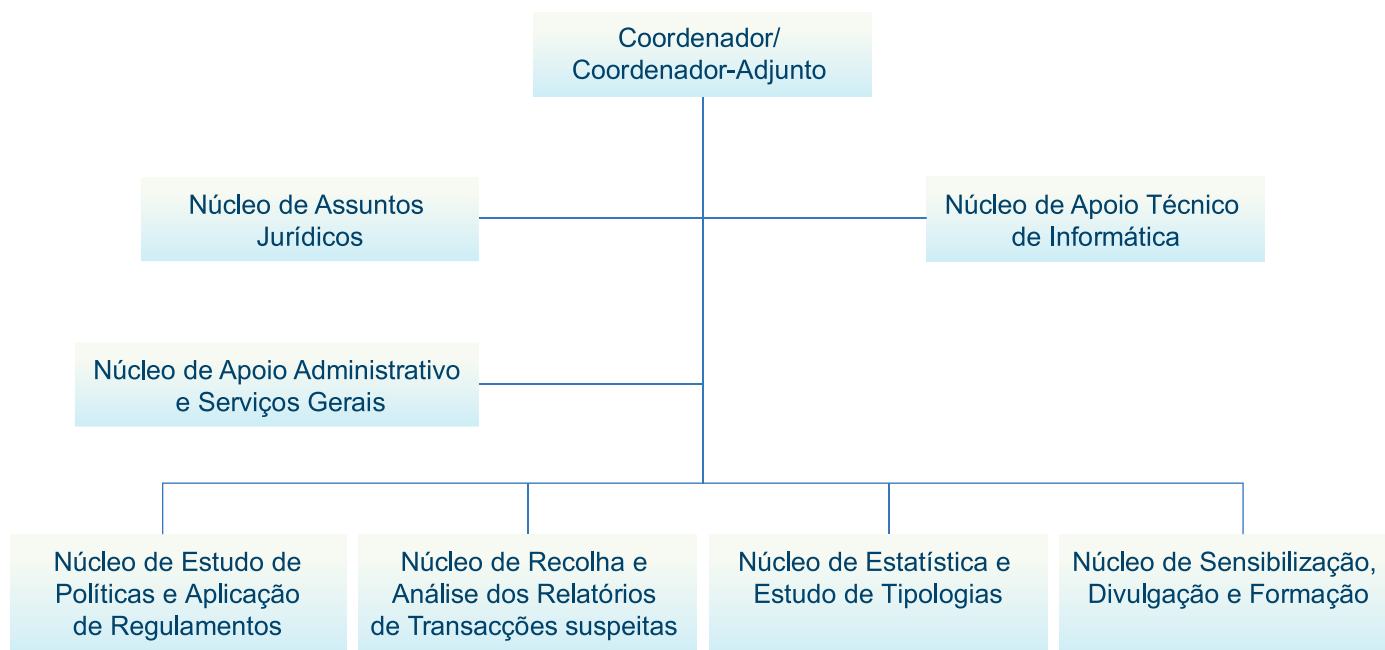 Coordenador/
Coordenador-Adjunto
Núcleo de Assuntos
Jurídicos
Núcleo de Apoio Técnico
de Informática
Núcleo de Apoio Administrativo
e Serviços Gerais
Núcleo de Estudo de
Políticas e Aplicação
de Regulamentos
Núcleo de Recolha e
Análise dos Relatórios
de Transacções suspeitas
Núcleo de Estatística e
Estudo de Tipologias
Núcleo de Sensibilização,
Divulgação e Formação